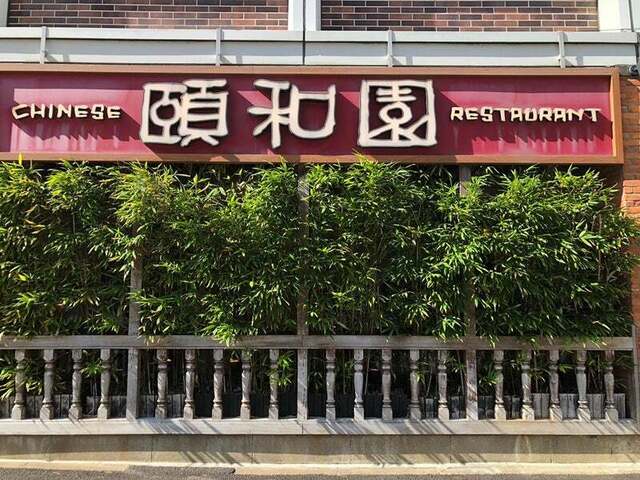 CHINESE 頤和園 RESTAURANT